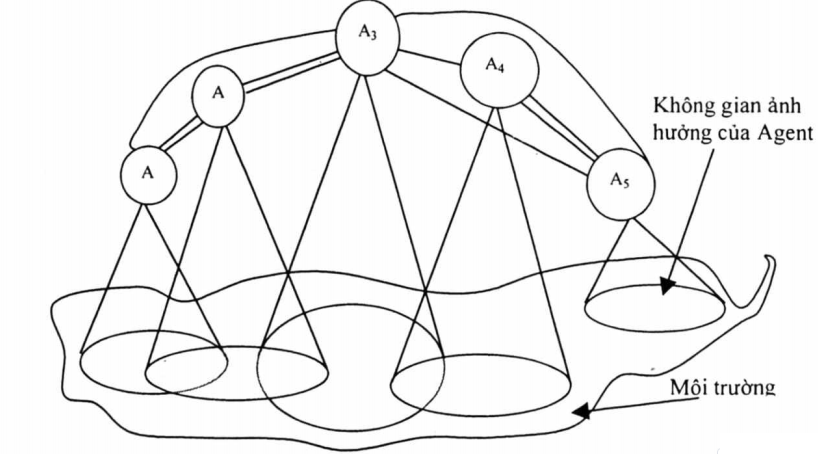 A₃
A₄
A
A
A₅
Không gian ảnh
hưởng của Agent
Môi trường